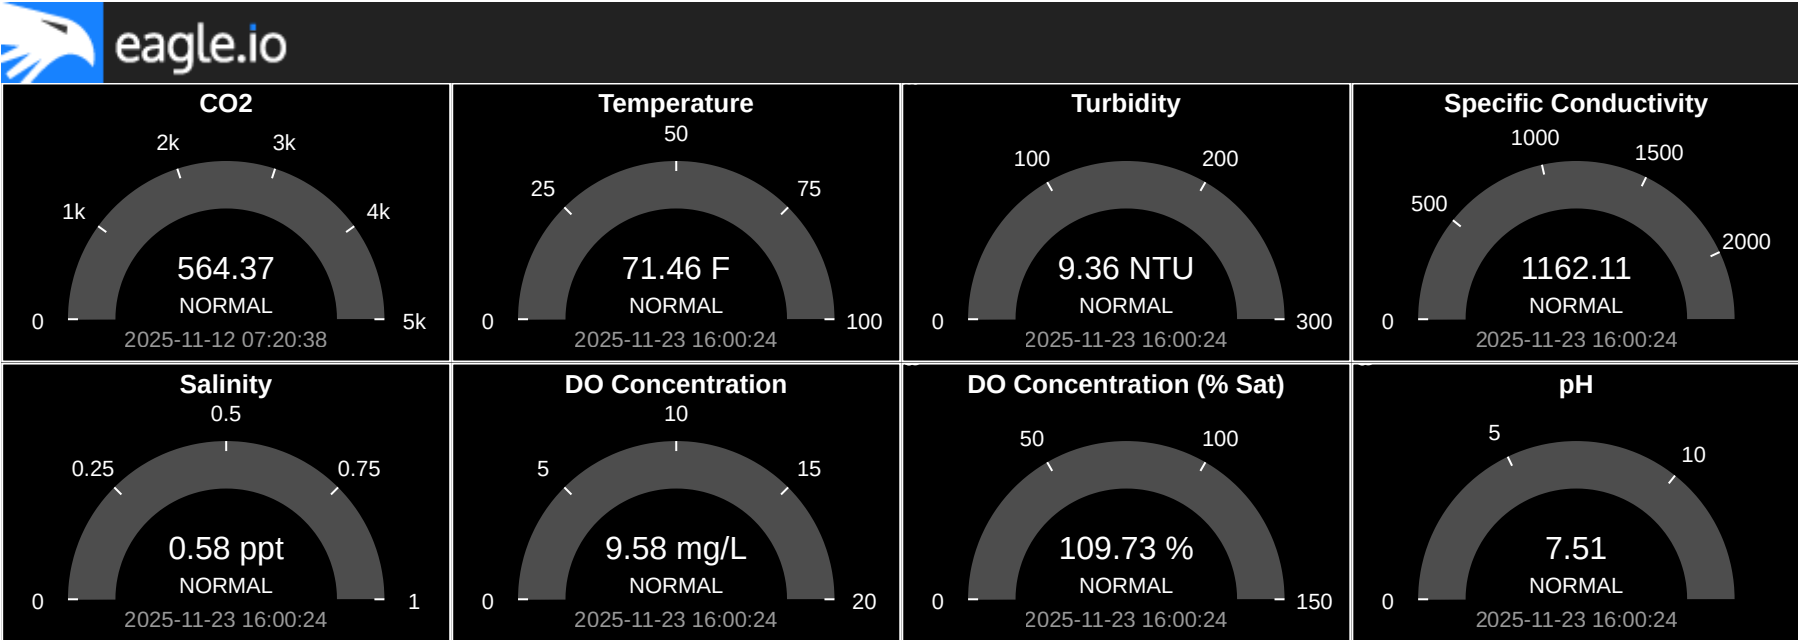 eagle.io
CO2
2k
3k
1k
4k
564.37
NORMAL
0
5k
2025-11-12 07:20:38
Temperature
50
25
75
71.46 F
NORMAL
0
100
2025-11-23 16:00:24
Turbidity
100
200
9.36 NTU
NORMAL
0
300
2025-11-23 16:00:24
Specific Conductivity
1000
1500
500
2000
1162.11
NORMAL
0
2025-11-23 16:00:24
Salinity
0.5
0.25
0.75
0.58 ppt
NORMAL
0
1
2025-11-23 16:00:24
DO Concentration
10
5
15
9.58 mg/L
NORMAL
0
20
2025-11-23 16:00:24
DO Concentration (% Sat)
50
100
109.73 %
NORMAL
0
150
2025-11-23 16:00:24
pH
5
10
7.51
NORMAL
0
2025-11-23 16:00:24